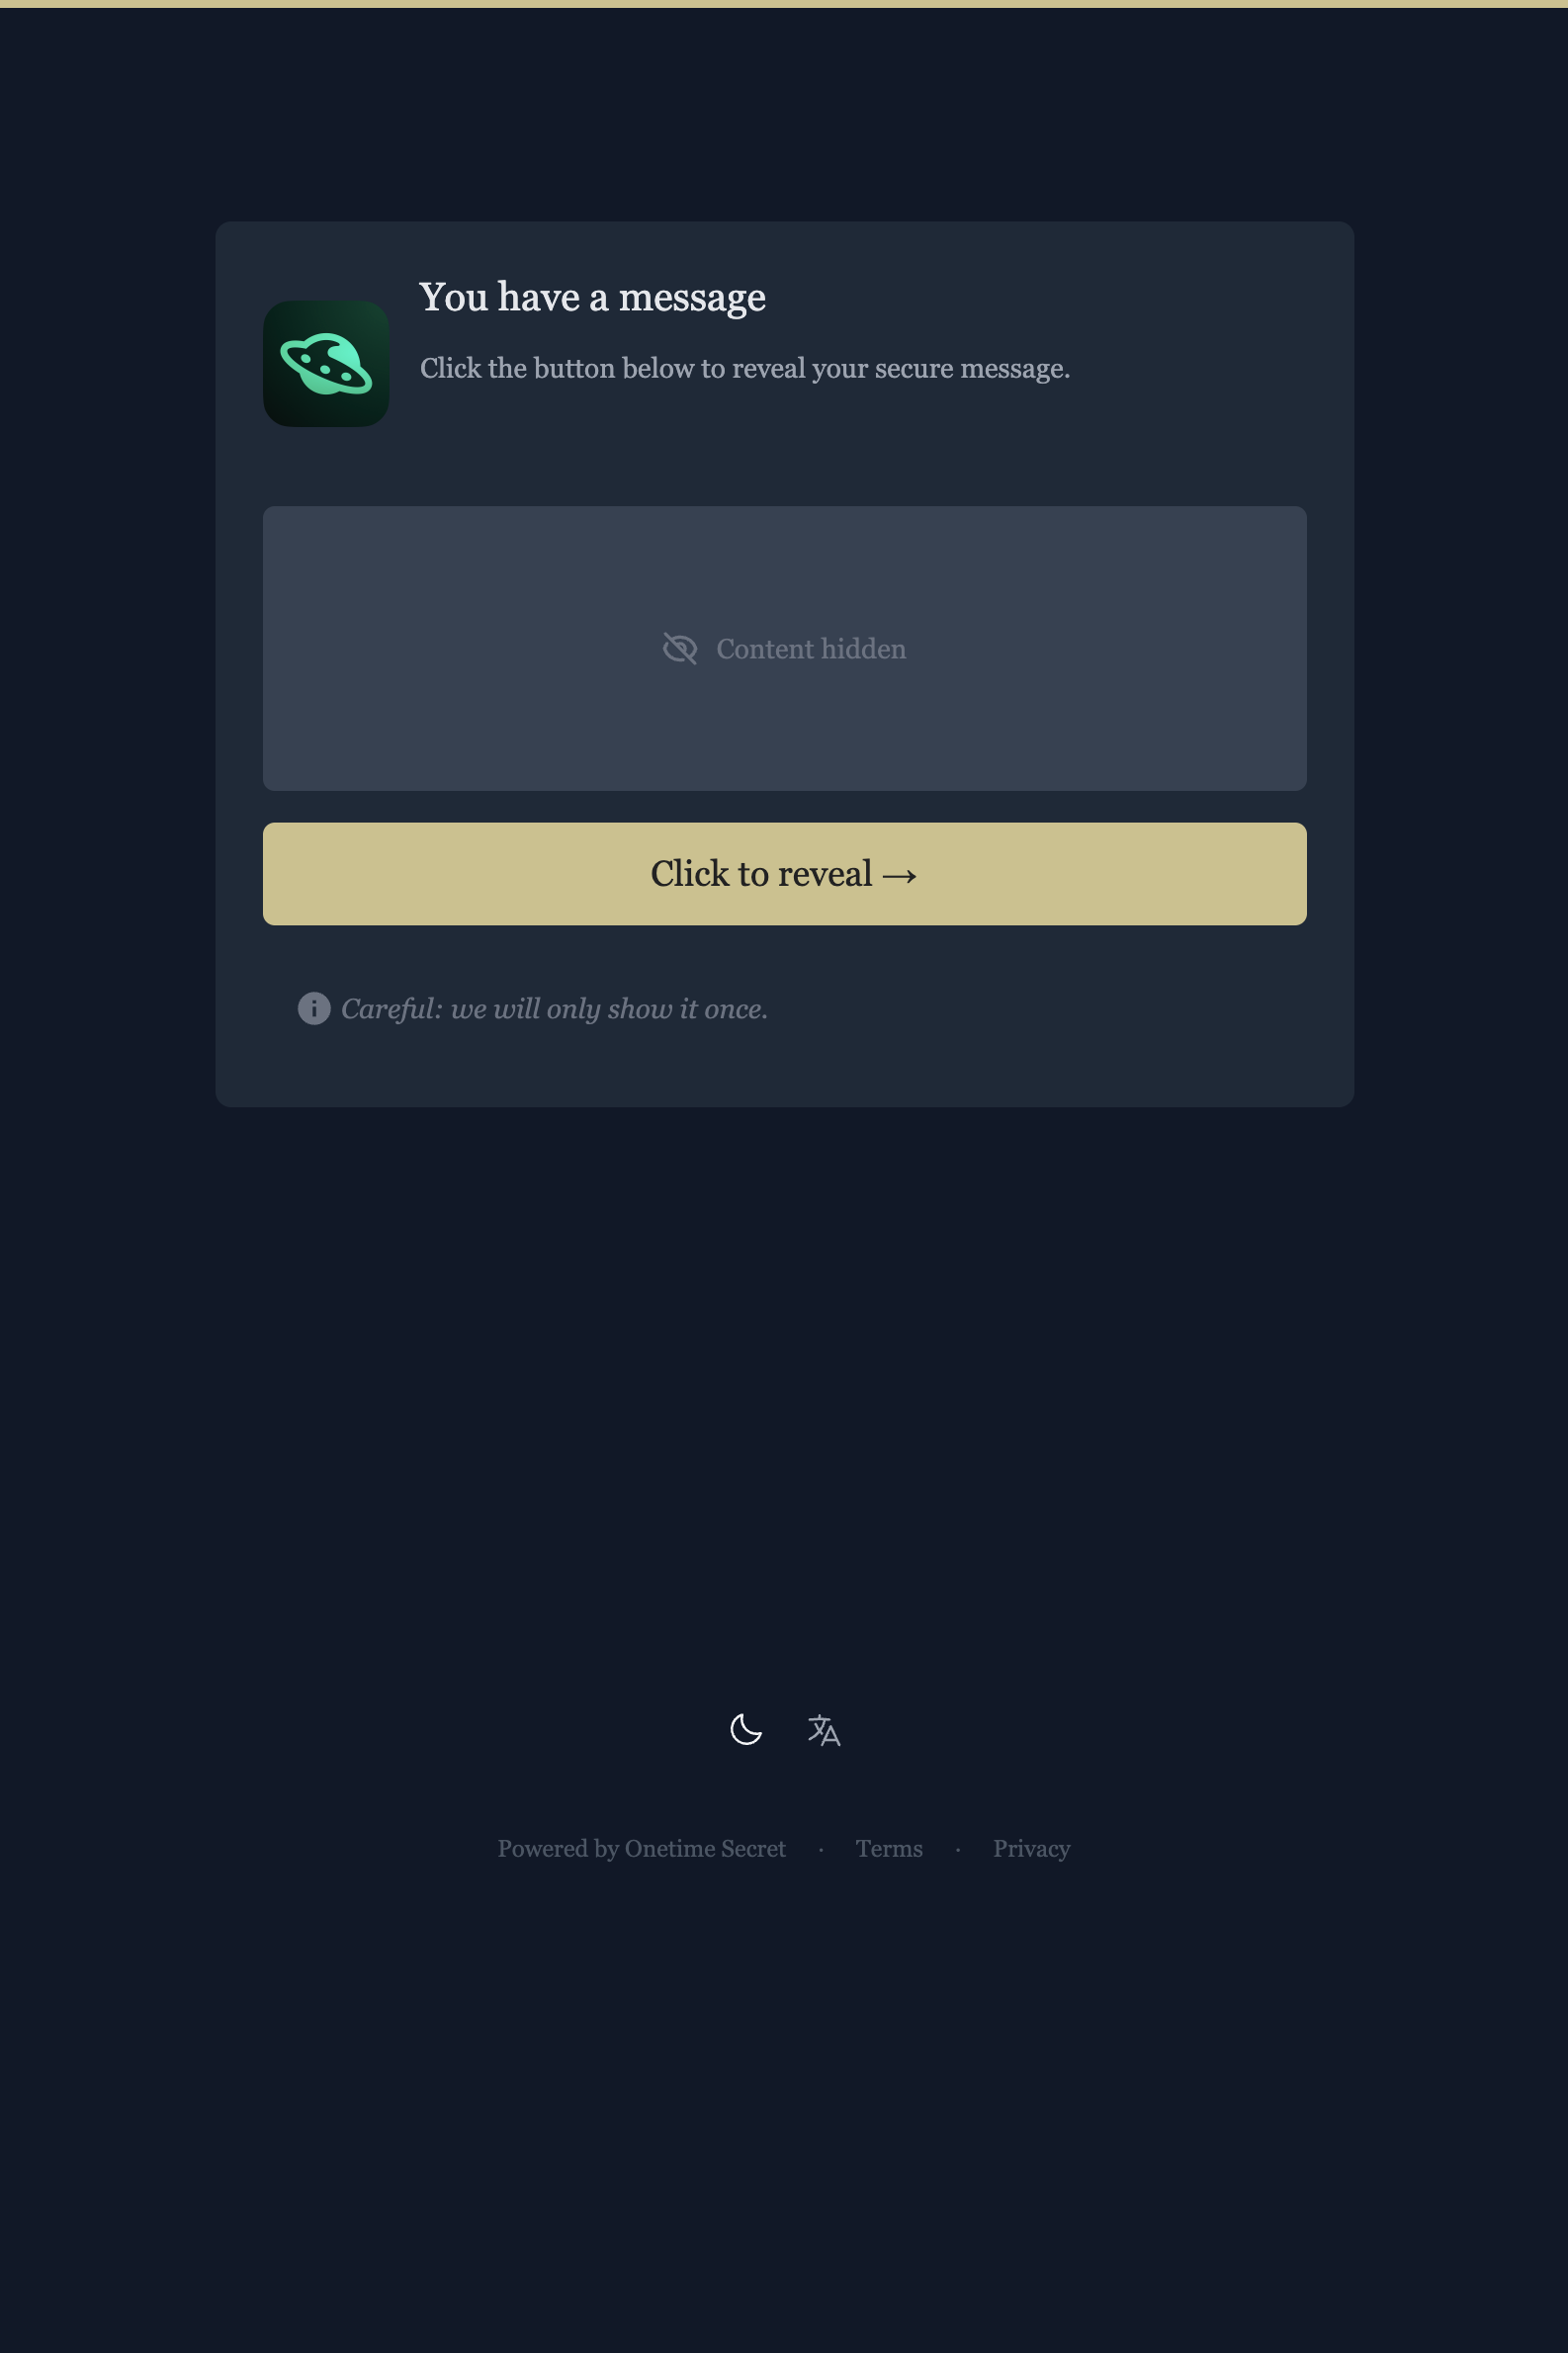 You have a message
Click the button below to reveal your secure message.
Content hidden
Click to reveal →
Careful: we will only show it once.
Powered by Onetime Secret · Terms · Privacy